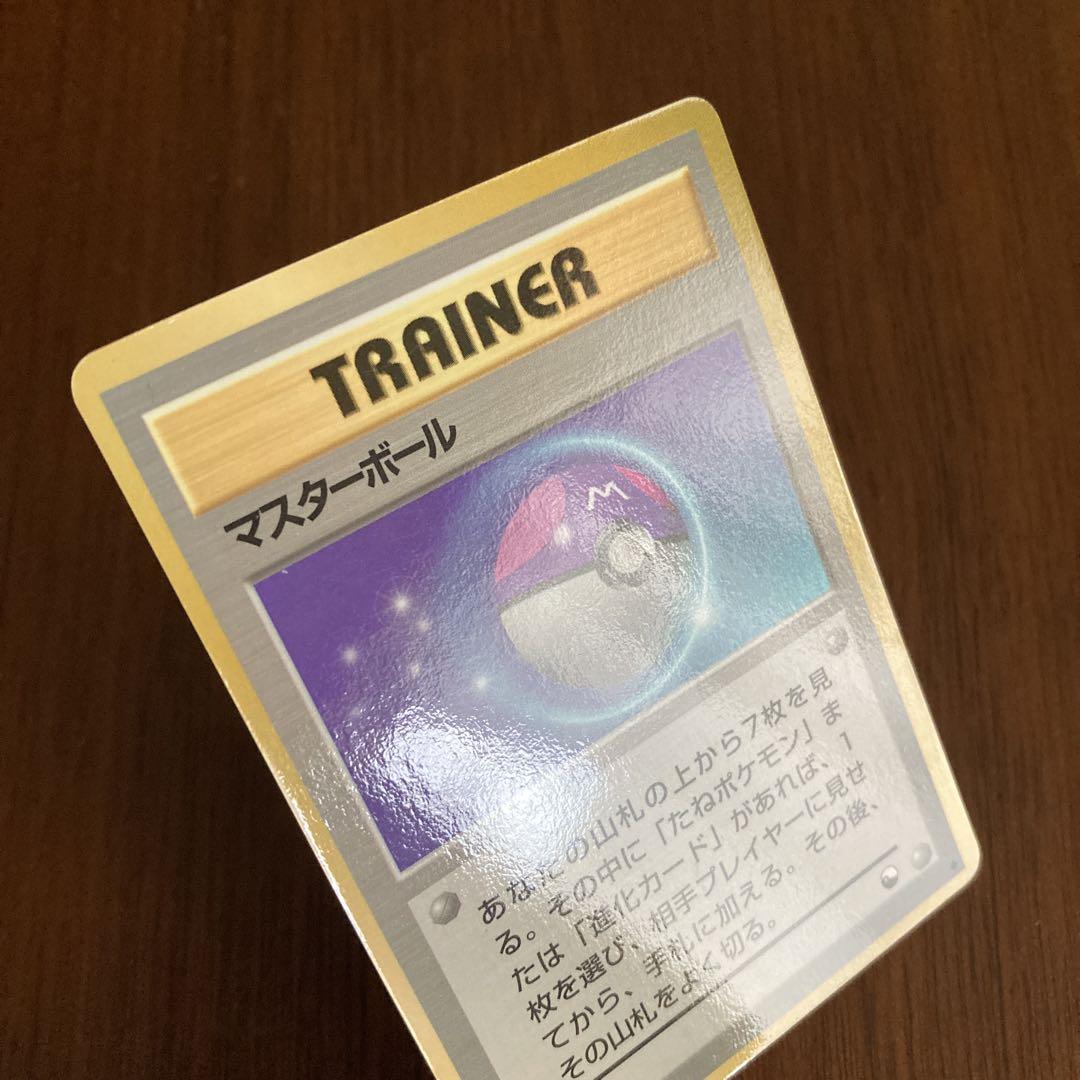 TRAINER
マスターボール
M
あなたの山札の上から7枚を見
る。その中に「たねポケモン」ま
たは「進化カード」があれば、1
枚を選び、相手プレイヤーに見せ
てから、手札に加える。その後、
その山札をよく切る。